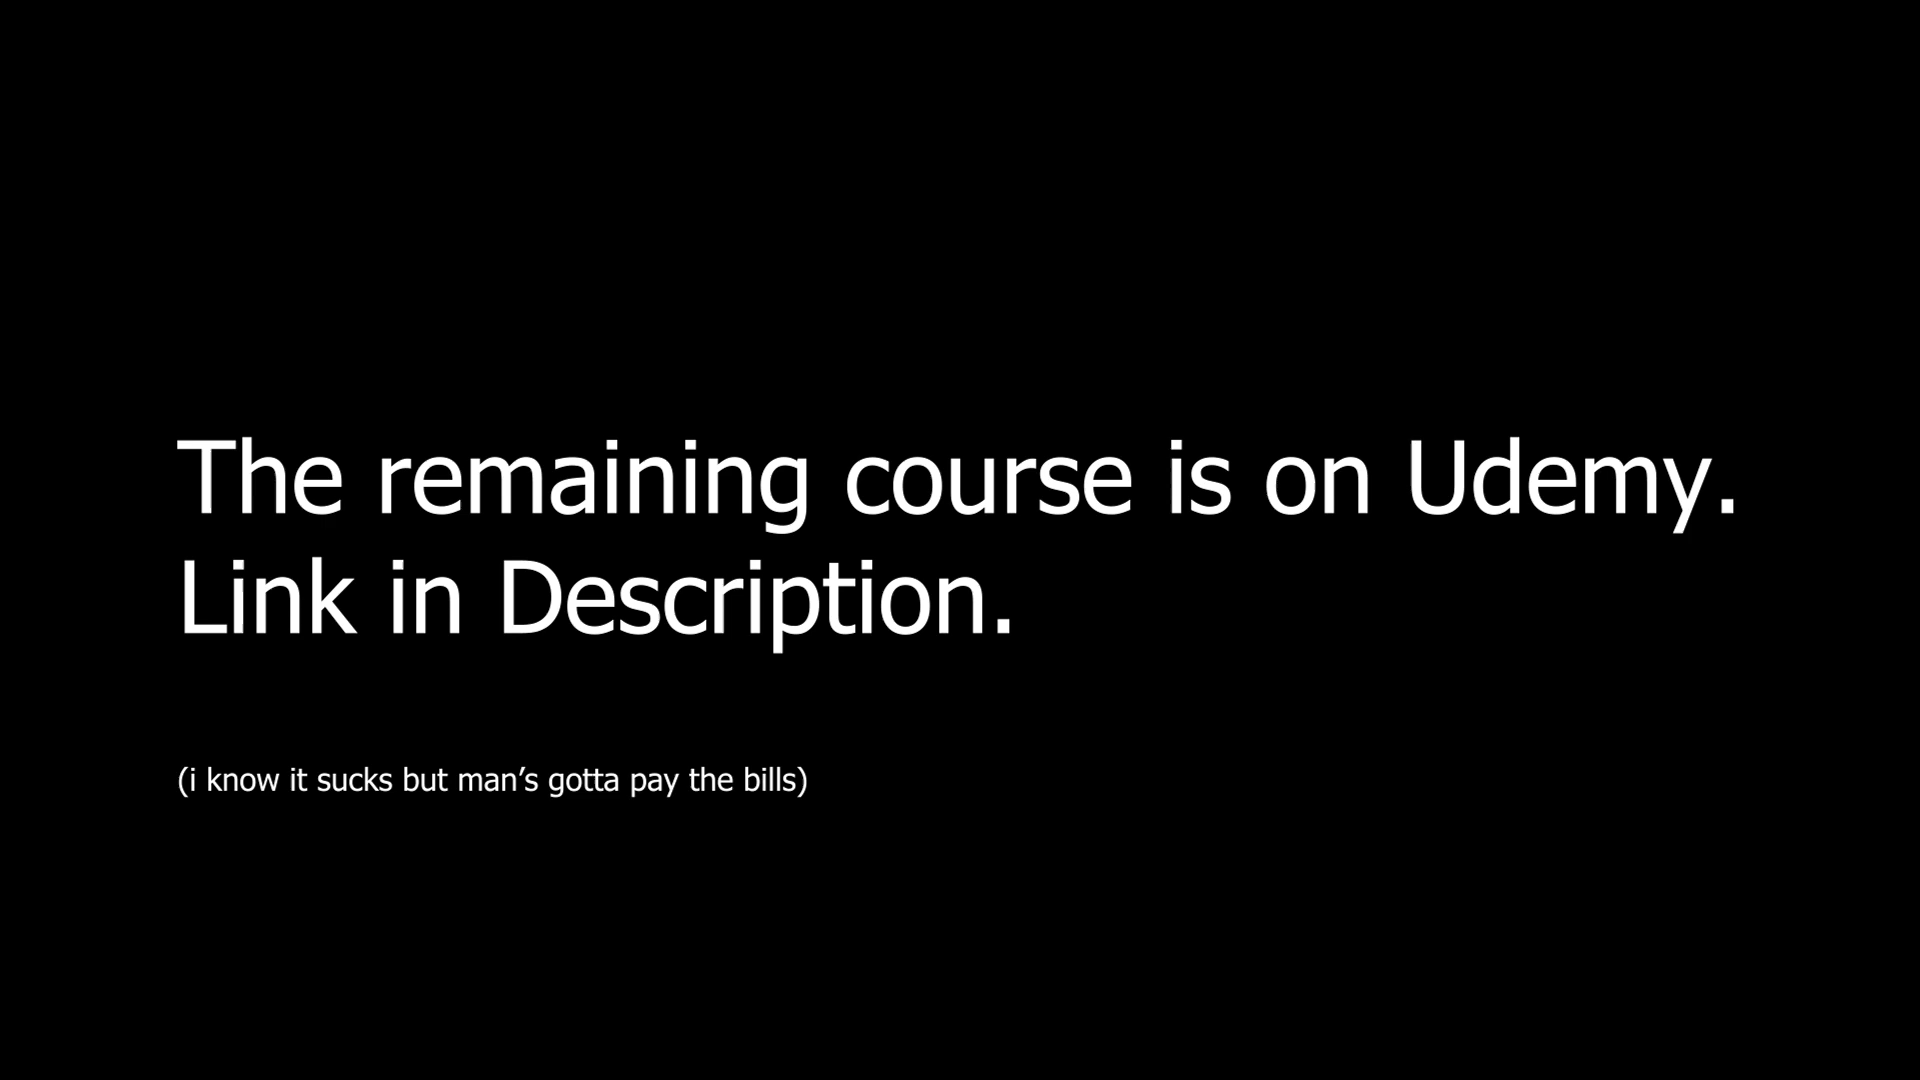 The remaining course is on Udemy.
Link in Description.
(i know it sucks but man’s gotta pay the bills)